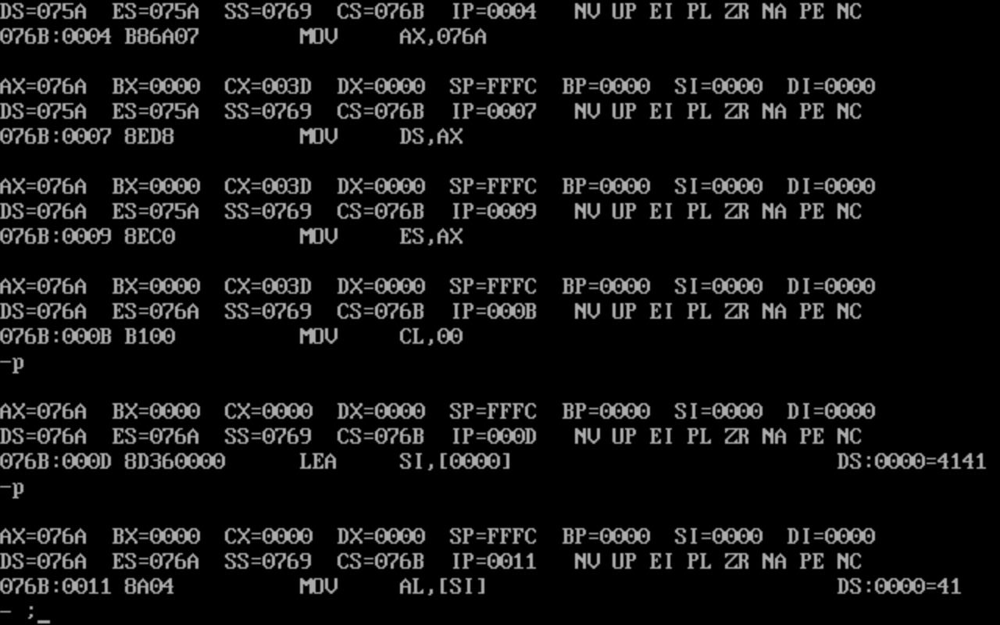 DS=075A  ES=075A  SS=0769  CS=076B  IP=0004   NV UP EI PL ZR NA PE NC
076B:0004 B86A07        MOV     AX,076A
AX=076A  BX=0000  CX=003D  DX=0000  SP=FFFC  BP=0000  SI=0000  DI=0000
DS=075A  ES=075A  SS=0769  CS=076B  IP=0007   NV UP EI PL ZR NA PE NC
076B:0007 8ED8          MOV     DS,AX
AX=076A  BX=0000  CX=003D  DX=0000  SP=FFFC  BP=0000  SI=0000  DI=0000
DS=076A  ES=075A  SS=0769  CS=076B  IP=0009   NV UP EI PL ZR NA PE NC
076B:0009 8EC0          MOV     ES,AX
AX=076A  BX=0000  CX=003D  DX=0000  SP=FFFC  BP=0000  SI=0000  DI=0000
DS=076A  ES=076A  SS=0769  CS=076B  IP=000B   NV UP EI PL ZR NA PE NC
076B:000B B100          MOV     CL,00
-p
AX=076A  BX=0000  CX=0000  DX=0000  SP=FFFC  BP=0000  SI=0000  DI=0000
DS=076A  ES=076A  SS=0769  CS=076B  IP=000D   NV UP EI PL ZR NA PE NC
076B:000D 8D360000      LEA     SI,[0000]                          DS:0000=4141
-p
AX=076A  BX=0000  CX=0000  DX=0000  SP=FFFC  BP=0000  SI=0000  DI=0000
DS=076A  ES=076A  SS=0769  CS=076B  IP=0011   NV UP EI PL ZR NA PE NC
076B:0011 8A04          MOV     AL,[SI]                            DS:0000=41
- ;_